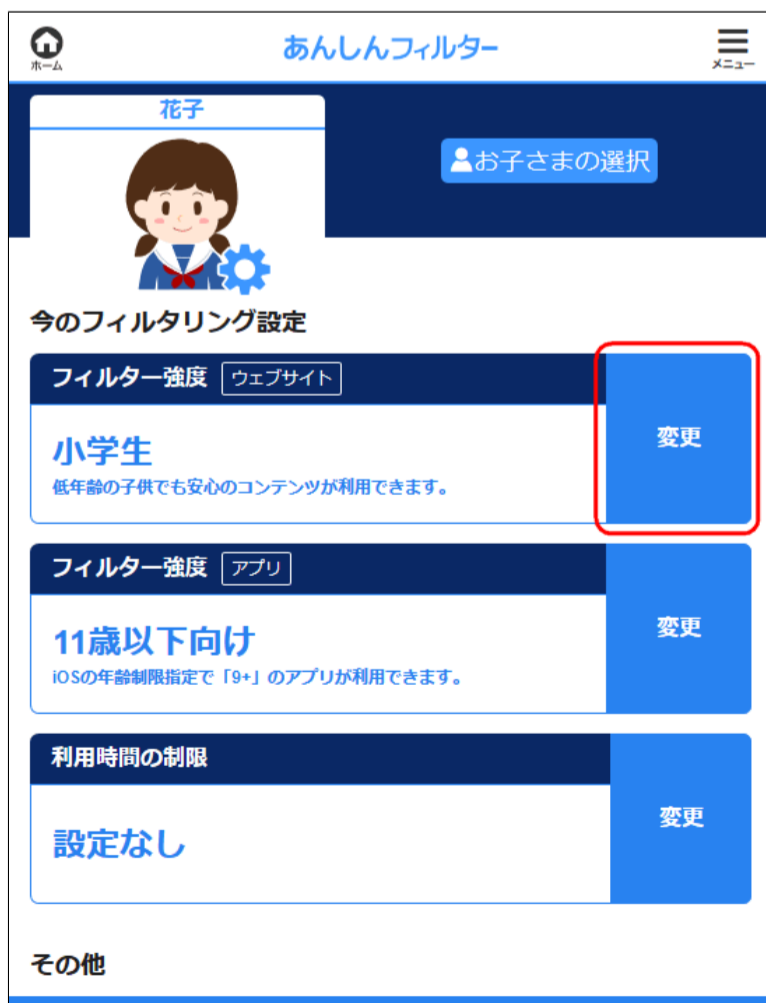 あんしんフィルター
ホーム
メニュー
花子
お子さまの選択
今のフィルタリング設定
フィルター強度 ウェブサイト
小学生
低年齢の子供でも安心のコンテンツが利用できます。
変更
フィルター強度 アプリ
11歳以下向け
iOSの年齢制限指定で「9+」のアプリが利用できます。
変更
利用時間の制限
設定なし
変更
その他